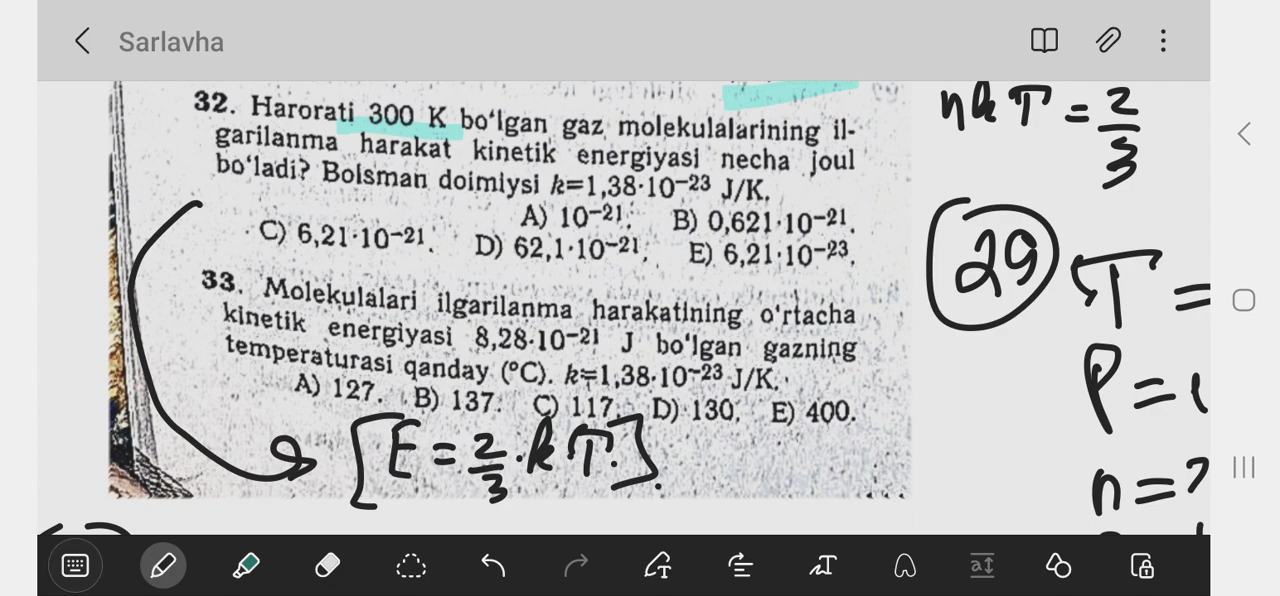 Sarlavha
32. Harorati 300 K bo'lgan gaz molekulalarining il-
garilanma harakat kinetik energiyasi necha joul
bo'ladi? Bolsman doimiysi k=1,38·10⁻²³ J/K.
A) 10⁻²¹. B) 0,621·10⁻²¹.
C) 6,21·10⁻²¹. D) 62,1·10⁻²¹. E) 6,21·10⁻²³.
33. Molekulalari ilgarilanma harakatining o'rtacha
kinetik energiyasi 8,28·10⁻²¹ J bo'lgan gazning
temperaturasi qanday (°C). k=1,38·10⁻²³ J/K.
A) 127. B) 137. C) 117. D) 130. E) 400.
[E = 2/3 · kT.].
nkT = 2/3
29 T =
P =
n = ?